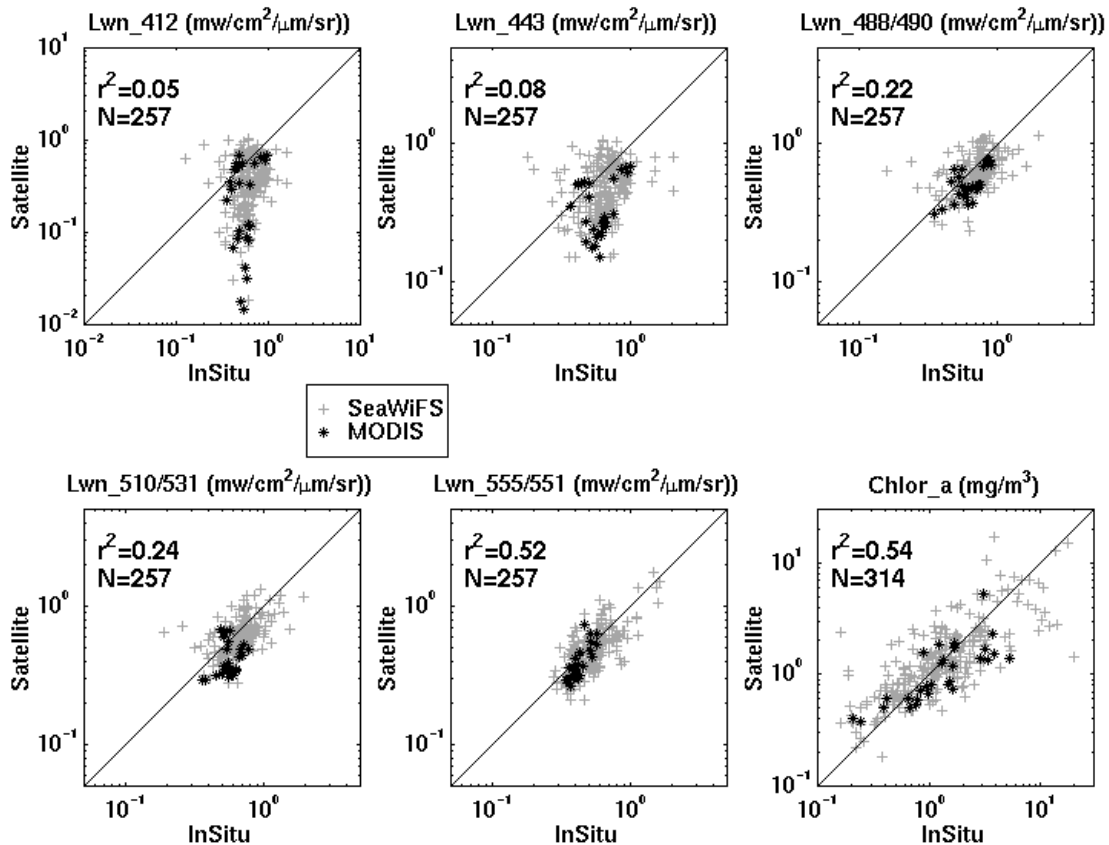 Lwn_412 (mw/cm²/μm/sr))
r²=0.05
N=257
10¹
10⁰
10⁻¹
10⁻²
Satellite
10⁻²
10⁻¹
10⁰
10¹
InSitu
Lwn_443 (mw/cm²/μm/sr))
r²=0.08
N=257
10⁰
10⁻¹
Satellite
10⁻¹
10⁰
InSitu
Lwn_488/490 (mw/cm²/μm/sr))
r²=0.22
N=257
10⁰
10⁻¹
Satellite
10⁻¹
10⁰
InSitu
SeaWiFS
MODIS
Lwn_510/531 (mw/cm²/μm/sr))
r²=0.24
N=257
10⁰
10⁻¹
Satellite
10⁻¹
10⁰
InSitu
Lwn_555/551 (mw/cm²/μm/sr))
r²=0.52
N=257
10⁰
10⁻¹
Satellite
10⁻¹
10⁰
InSitu
Chlor_a (mg/m³)
r²=0.54
N=314
10¹
10⁰
10⁻¹
Satellite
10⁻¹
10⁰
10¹
InSitu